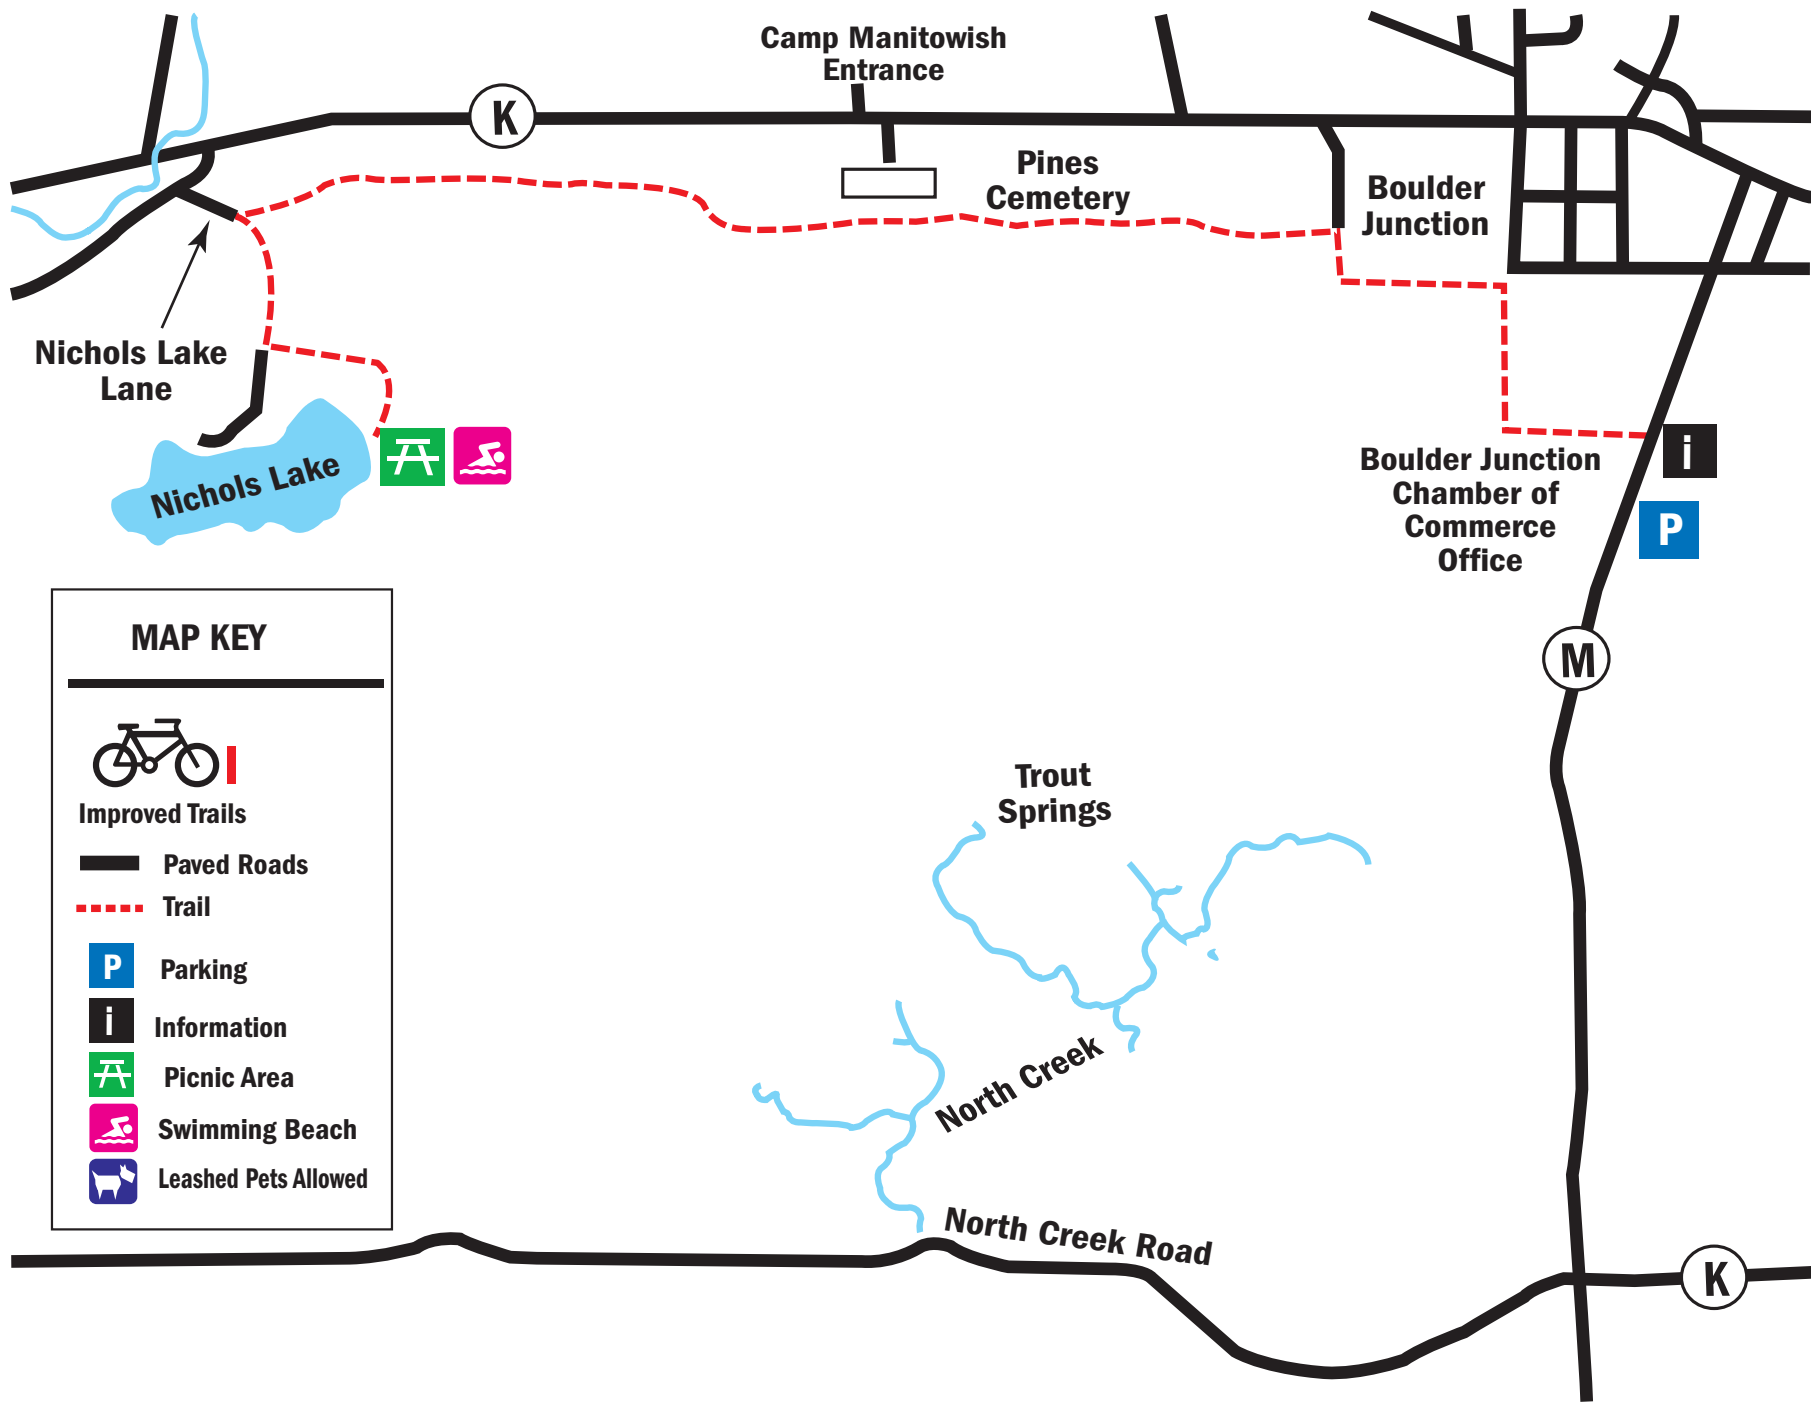 Camp Manitowish
Entrance
K
Pines
Cemetery
Boulder
Junction
Nichols Lake
Lane
Nichols Lake
i
Boulder Junction
Chamber of
Commerce
Office
P
M
MAP KEY
Improved Trails
Paved Roads
Trail
P
Parking
i
Information
Picnic Area
Swimming Beach
Leashed Pets Allowed
Trout
Springs
North Creek
North Creek Road
K